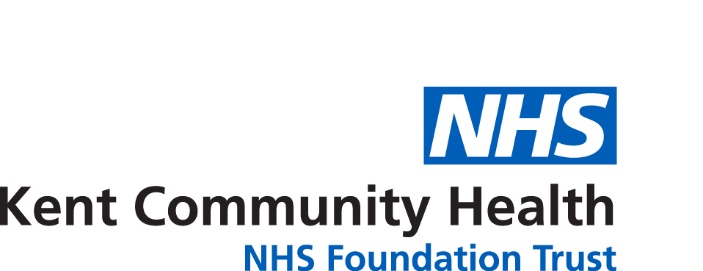 NHS
Kent Community Health
NHS Foundation Trust